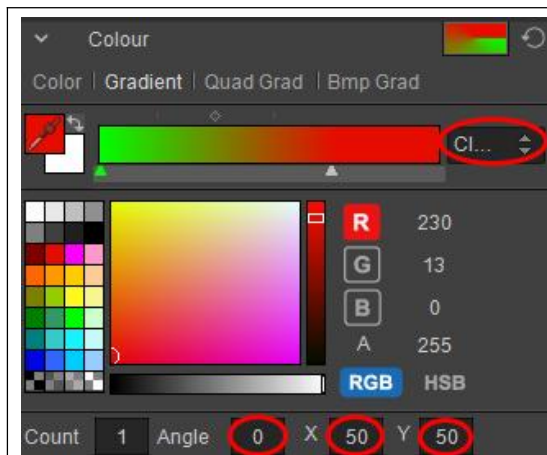 Colour
Color | Gradient | Quad Grad | Bmp Grad
Cl...
R 230
G 13
B 0
A 255
RGB HSB
Count 1 Angle 0 X 50 Y 50